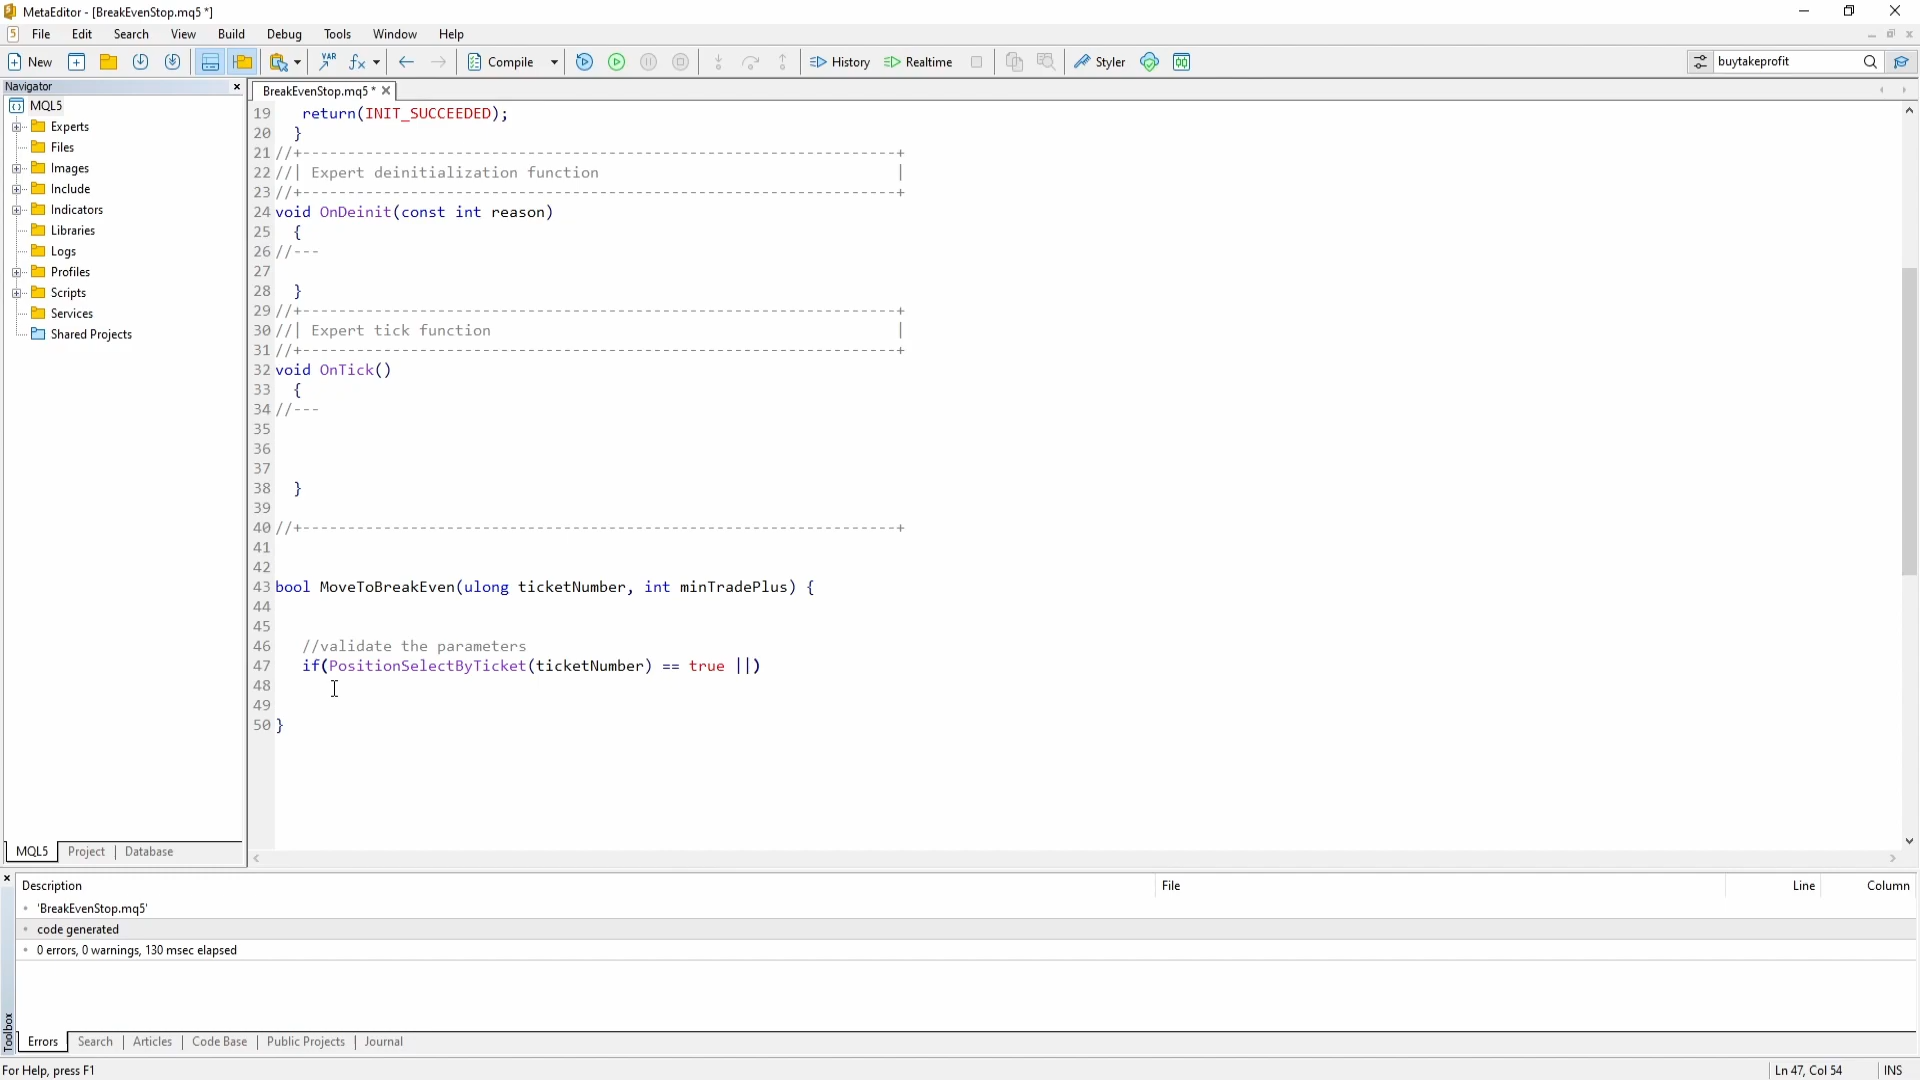 MetaEditor - [BreakEvenStop.mq5 *]
5 File Edit Search View Build Debug Tools Window Help
New VAR fx Compile History Realtime Styler buytakeprofit
Navigator
BreakEvenStop.mq5 *
MQL5
Experts
Files
Images
Include
Indicators
Libraries
Logs
Profiles
Scripts
Services
Shared Projects
19 return(INIT_SUCCEEDED);
20 }
21 //+------------------------------------------------------------------+
22 //| Expert deinitialization function |
23 //+------------------------------------------------------------------+
24 void OnDeinit(const int reason)
25 {
26 //---
27
28 }
29 //+------------------------------------------------------------------+
30 //| Expert tick function |
31 //+------------------------------------------------------------------+
32 void OnTick()
33 {
34 //---
35
36
37
38 }
39
40 //+------------------------------------------------------------------+
41
42
43 bool MoveToBreakEven(ulong ticketNumber, int minTradePlus) {
44
45
46 //validate the parameters
47 if(PositionSelectByTicket(ticketNumber) == true ||)
48
49
50 }
MQL5 Project Database
Description File Line Column
'BreakEvenStop.mq5'
code generated
0 errors, 0 warnings, 130 msec elapsed
Toolbox
Errors Search Articles Code Base Public Projects Journal
For Help, press F1 Ln 47, Col 54 INS